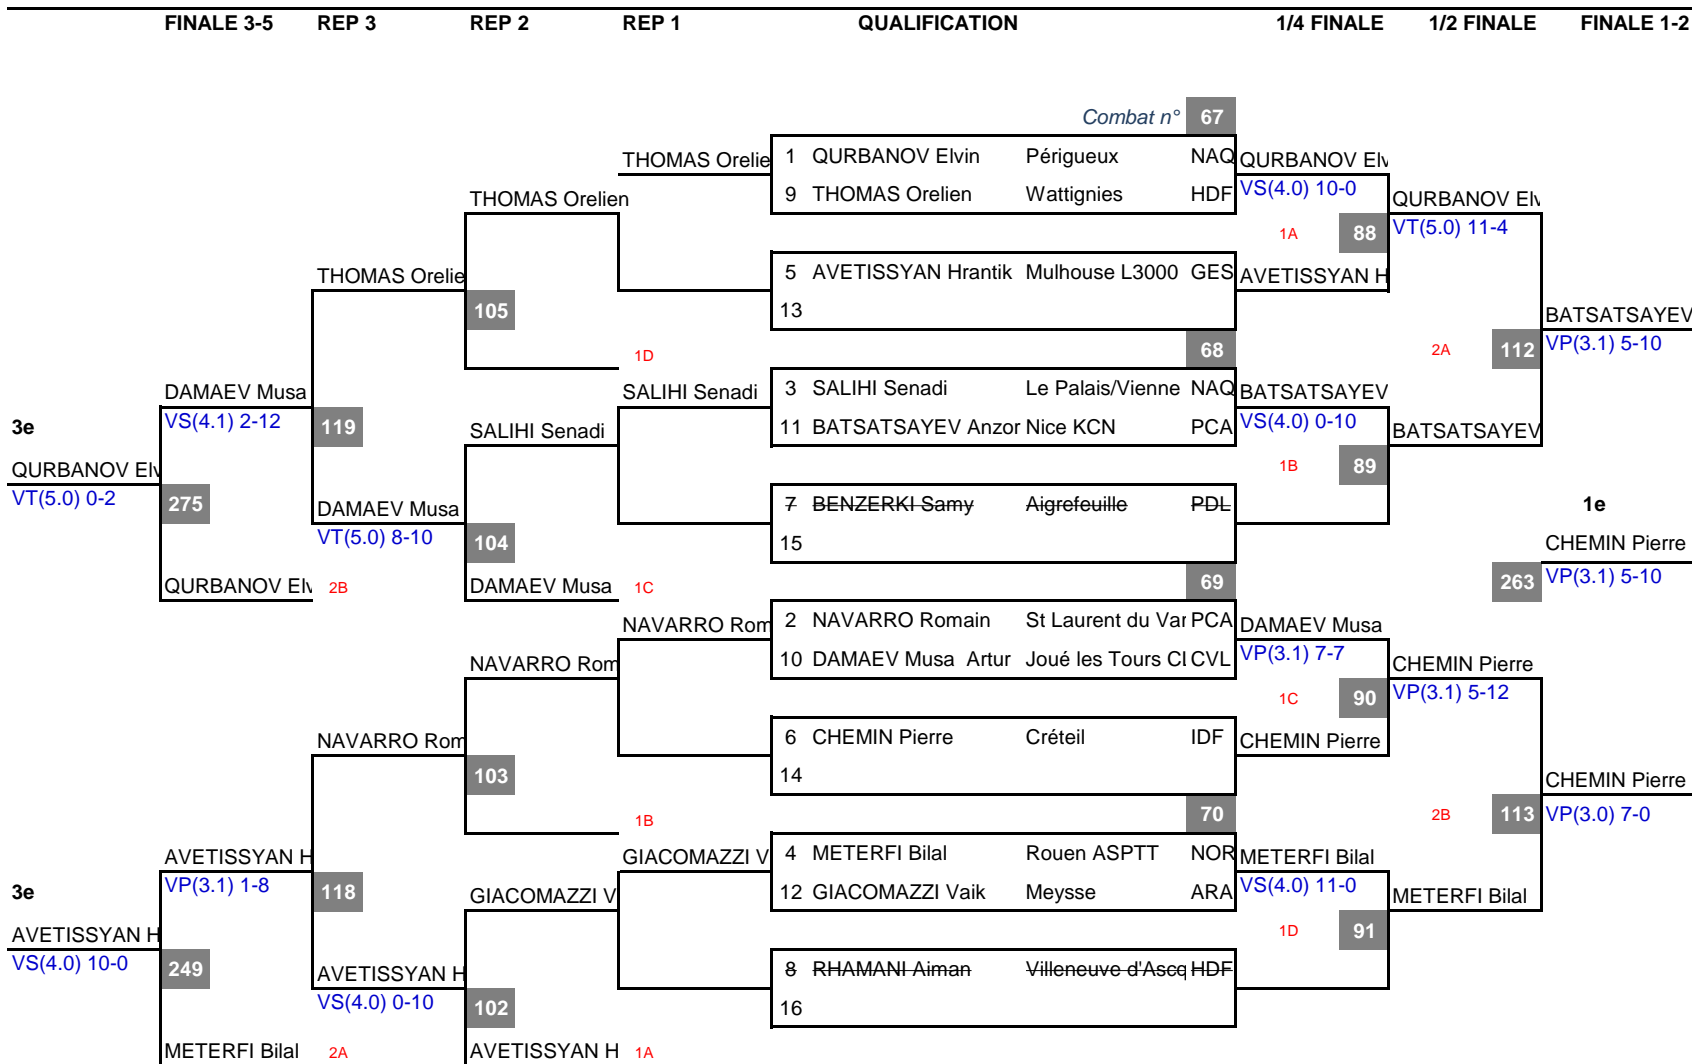 FINALE 3-5 REP 3 REP 2 REP 1 QUALIFICATION 1/4 FINALE 1/2 FINALE FINALE 1-2
Combat n° 67
THOMAS Orelie 1 QURBANOV Elvin Périgueux NAQ QURBANOV Elv
THOMAS Orelien 9 THOMAS Orelien Wattignies HDF VS(4.0) 10-0 QURBANOV Elv
1A 88 VT(5.0) 11-4
THOMAS Orelie 5 AVETISSYAN Hrantik Mulhouse L3000 GES AVETISSYAN H
105 13 BATSATSAYEV
1D 68 2A 112 VP(3.1) 5-10
DAMAEV Musa SALIHI Senadi 3 SALIHI Senadi Le Palais/Vienne NAQ BATSATSAYEV
3e VS(4.1) 2-12 119 SALIHI Senadi 11 BATSATSAYEV Anzor Nice KCN PCA VS(4.0) 0-10 BATSATSAYEV
QURBANOV Elv 1B 89
VT(5.0) 0-2 275 DAMAEV Musa 7 BENZERKI Samy Aigrefeuille PDL 1e
VT(5.0) 8-10 104 15 CHEMIN Pierre
QURBANOV Elv 2B DAMAEV Musa 1C 69 263 VP(3.1) 5-10
NAVARRO Rom 2 NAVARRO Romain St Laurent du Var PCA DAMAEV Musa
NAVARRO Rom 10 DAMAEV Musa Artur Joué les Tours CL CVL VP(3.1) 7-7 CHEMIN Pierre
1C 90 VP(3.1) 5-12
NAVARRO Rom 6 CHEMIN Pierre Créteil IDF CHEMIN Pierre
103 14 CHEMIN Pierre
1B 70 2B 113 VP(3.0) 7-0
AVETISSYAN H GIACOMAZZI V 4 METERFI Bilal Rouen ASPTT NOR METERFI Bilal
3e VP(3.1) 1-8 118 GIACOMAZZI V 12 GIACOMAZZI Vaik Meysse ARA VS(4.0) 11-0 METERFI Bilal
AVETISSYAN H 1D 91
VS(4.0) 10-0 249 AVETISSYAN H 8 RHAMANI Aiman Villeneuve d'Ascq HDF
VS(4.0) 0-10 102 16
METERFI Bilal 2A AVETISSYAN H 1A